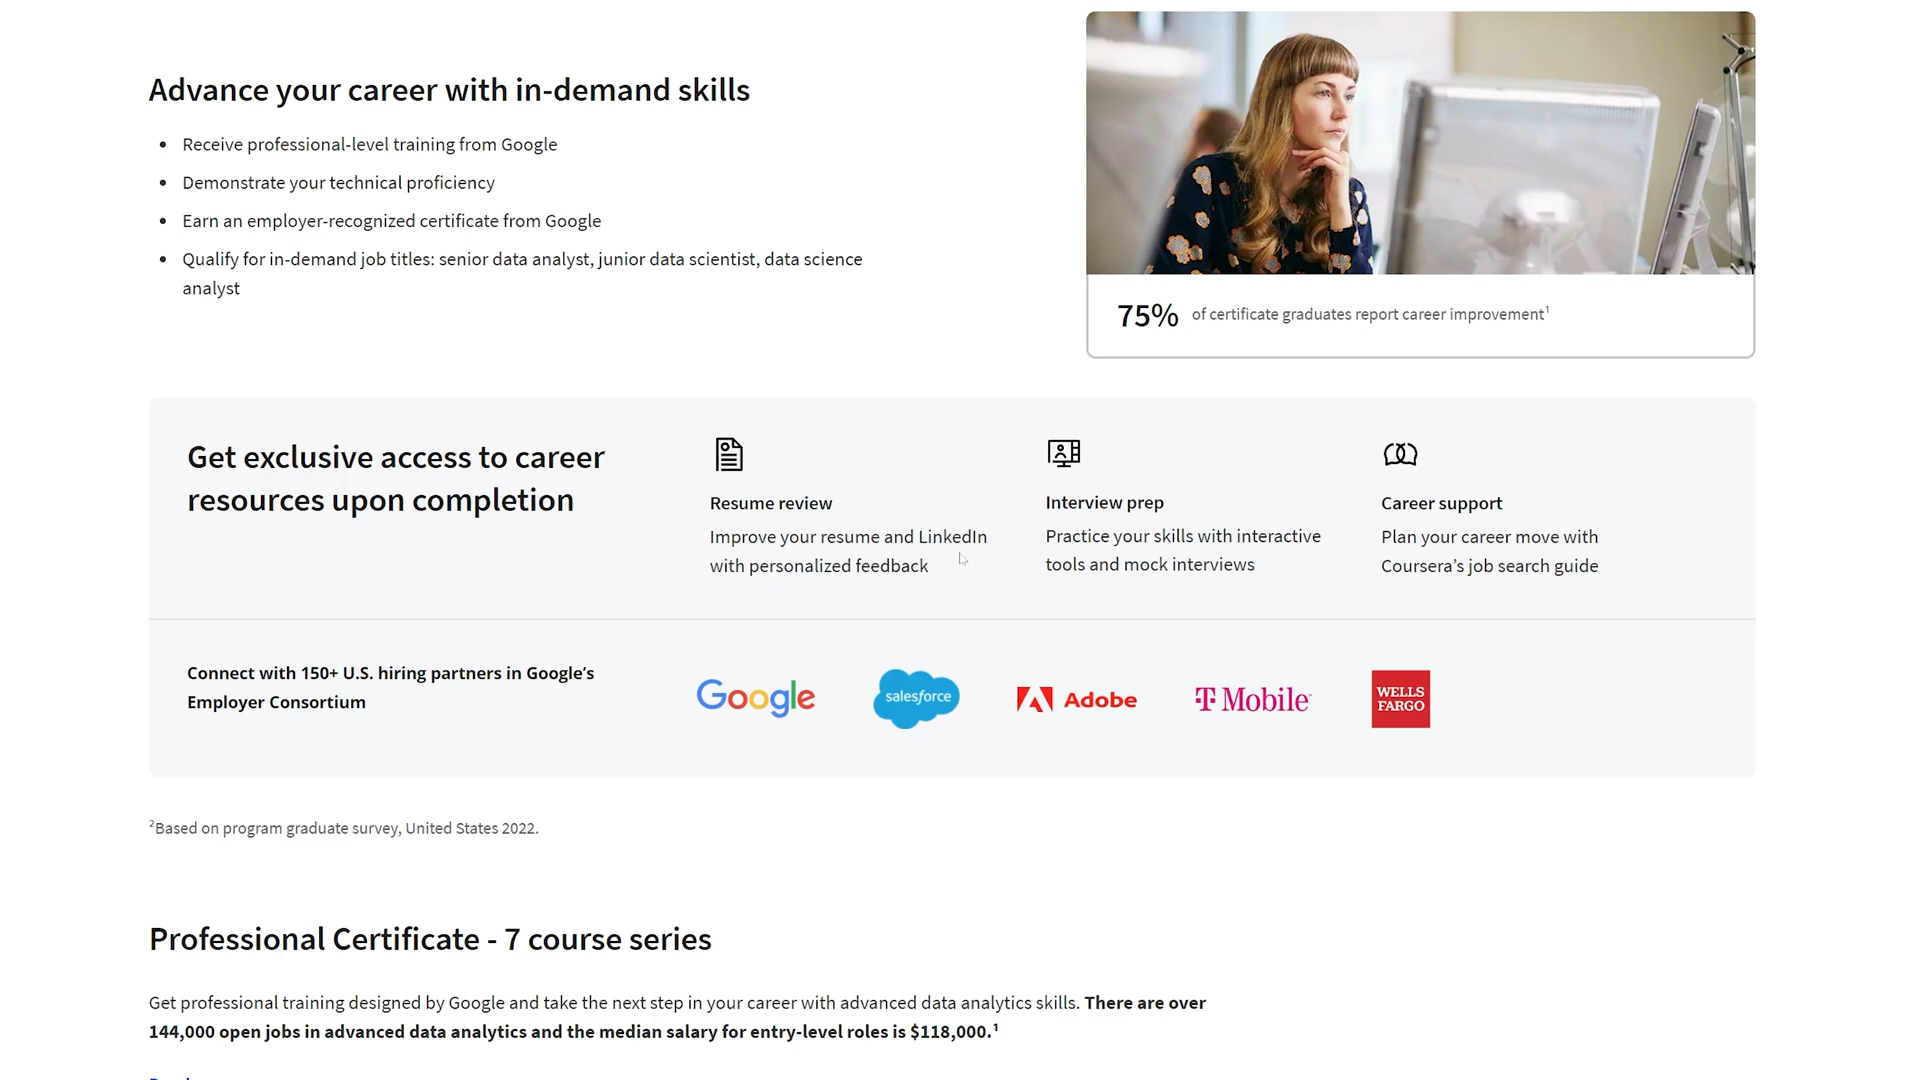 Advance your career with in-demand skills
Receive professional-level training from Google
Demonstrate your technical proficiency
Earn an employer-recognized certificate from Google
Qualify for in-demand job titles: senior data analyst, junior data scientist, data science
analyst
75% of certificate graduates report career improvement¹
Get exclusive access to career
resources upon completion
Resume review
Improve your resume and LinkedIn
with personalized feedback
Interview prep
Practice your skills with interactive
tools and mock interviews
Career support
Plan your career move with
Coursera’s job search guide
Connect with 150+ U.S. hiring partners in Google’s
Employer Consortium
Google
salesforce
Adobe
T Mobile
WELLS
FARGO
²Based on program graduate survey, United States 2022.
Professional Certificate - 7 course series
Get professional training designed by Google and take the next step in your career with advanced data analytics skills. There are over
144,000 open jobs in advanced data analytics and the median salary for entry-level roles is $118,000.¹